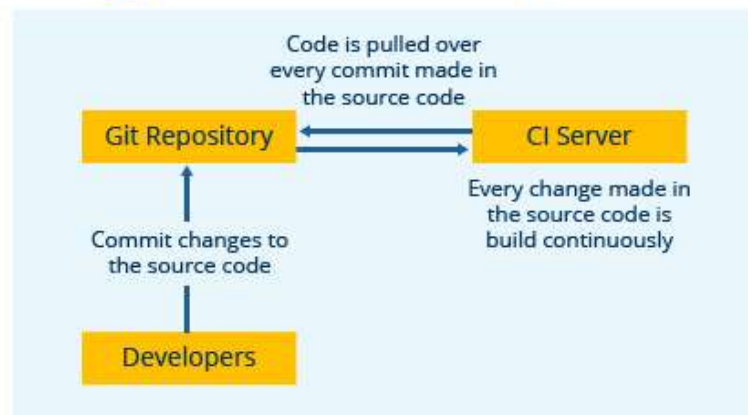 Code is pulled over
every commit made in
the source code
Git Repository
CI Server
Every change made in
the source code is
build continuously
Commit changes to
the source code
Developers